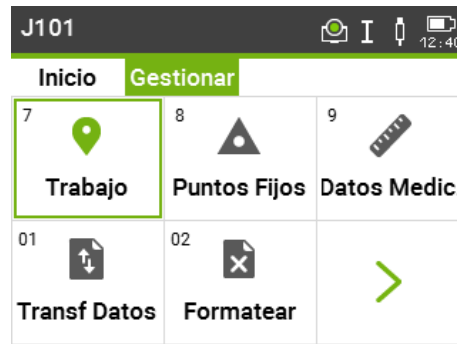 J101
I
12:40
Inicio Gestionar
7 8 9
Trabajo Puntos Fijos Datos Medic
01 02
Transf Datos Formatear